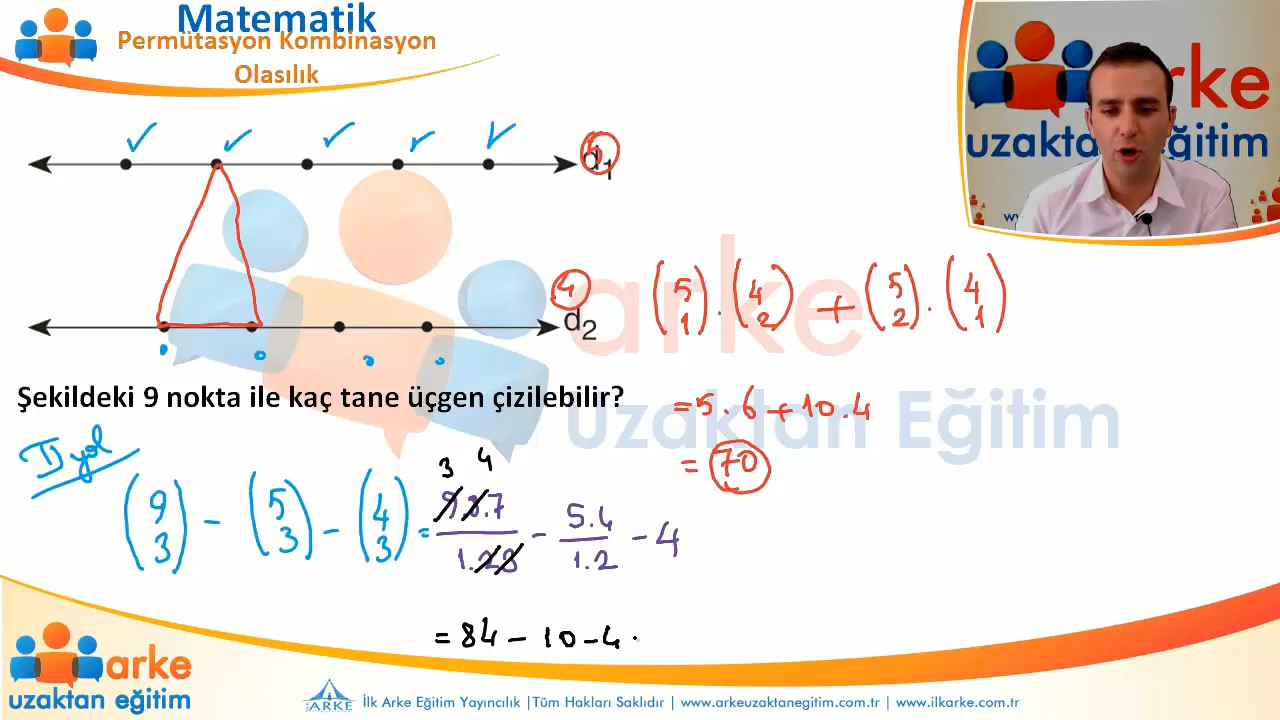 Matematik
Permütasyon Kombinasyon
Olasılık
arke
uzaktan eğitim
d1
5
4
d2
arke
uzaktan Eğitim
(5 1) . (4 2) + (5 2) . (4 1)
Şekildeki 9 nokta ile kaç tane üçgen çizilebilir?
= 5.6 + 10.4
= 70
II yol
3 4
(9 3) - (5 3) - (4 3) = 9.8.7 / 1.2.3 - 5.4 / 1.2 - 4
= 84 - 10 - 4
arke
uzaktan eğitim
ARKE
İlk Arke Eğitim Yayıncılık |Tüm Hakları Saklıdır | www.arkeuzaktanegitim.com.tr | www.ilkarke.com.tr